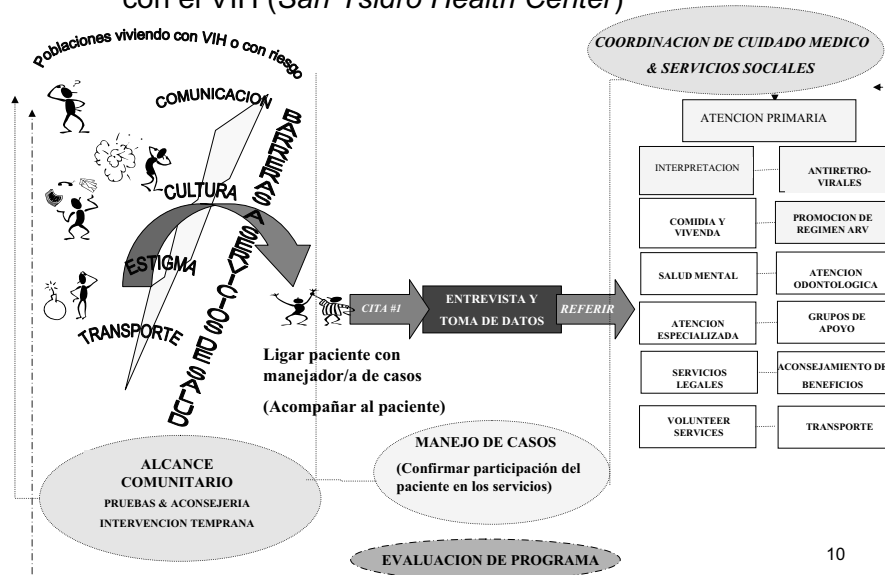 con el VIH (San Ysidro Health Center)
Poblaciones viviendo con VIH o con riesgo
COMUNICACION
CULTURA
ESTIGMA
TRANSPORTE
BARRERAS A SERVICIOS DE SALUD
Ligar paciente con
manejador/a de casos
(Acompañar al paciente)
CITA #1
ENTREVISTA Y
TOMA DE DATOS
REFERIR
COORDINACION DE CUIDADO MEDICO
& SERVICIOS SOCIALES
ATENCION PRIMARIA
INTERPRETACION
ANTIRETRO-
VIRALES
COMIDIA Y
VIVENDA
PROMOCION DE
REGIMEN ARV
SALUD MENTAL
ATENCION
ODONTOLOGICA
ATENCION
ESPECIALIZADA
GRUPOS DE
APOYO
SERVICIOS
LEGALES
ACONSEJAMIENTO DE
BENEFICIOS
VOLUNTEER
SERVICES
TRANSPORTE
ALCANCE
COMUNITARIO
PRUEBAS & ACONSEJERIA
INTERVENCION TEMPRANA
MANEJO DE CASOS
(Confirmar participación del
paciente en los servicios)
EVALUACION DE PROGRAMA
10